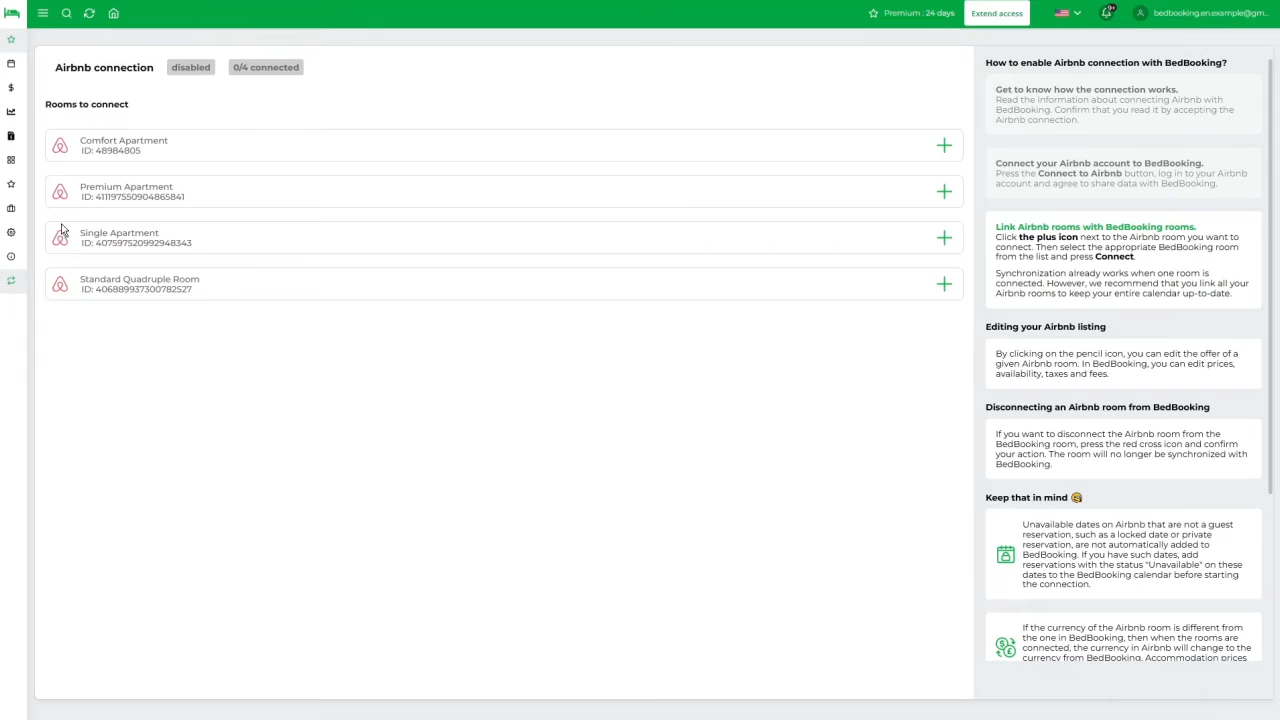 Premium : 24 days
Extend access
9+
bedbooking.en.example@gm...
Airbnb connection
disabled
0/4 connected
Rooms to connect
Comfort Apartment
ID: 48984805
Premium Apartment
ID: 411197550904865841
Single Apartment
ID: 407597520992948343
Standard Quadruple Room
ID: 406889937300782527
How to enable Airbnb connection with BedBooking?
Get to know how the connection works.
Read the information about connecting Airbnb with
BedBooking. Confirm that you read it by accepting the
Airbnb connection.
Connect your Airbnb account to BedBooking.
Press the Connect to Airbnb button, log in to your Airbnb
account and agree to share data with BedBooking.
Link Airbnb rooms with BedBooking rooms.
Click the plus icon next to the Airbnb room you want to
connect. Then select the appropriate BedBooking room
from the list and press Connect.
Synchronization already works when one room is
connected. However, we recommend that you link all your
Airbnb rooms to keep your entire calendar up-to-date.
Editing your Airbnb listing
By clicking on the pencil icon, you can edit the offer of a
given Airbnb room. In BedBooking, you can edit prices,
availability, taxes and fees.
Disconnecting an Airbnb room from BedBooking
If you want to disconnect the Airbnb room from the
BedBooking room, press the red cross icon and confirm
your action. The room will no longer be synchronized with
BedBooking.
Keep that in mind
Unavailable dates on Airbnb that are not a guest
reservation, such as a locked date or private
reservation, are not automatically added to
BedBooking. If you have such dates, add
reservations with the status "Unavailable" on these
dates to the BedBooking calendar before starting
the connection.
If the currency of the Airbnb room is different from
the one in BedBooking, then when the rooms are
connected, the currency in Airbnb will change to the
currency from BedBooking. Accommodation prices